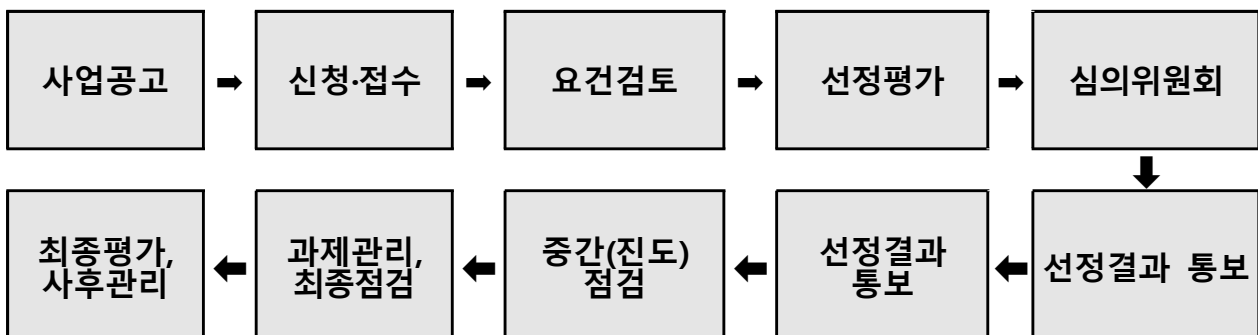 사업공고
신청·접수
요건검토
선정평가
심의위원회
선정결과 통보
선정결과
통보
중간(진도)
점검
과제관리,
최종점검
최종평가,
사후관리